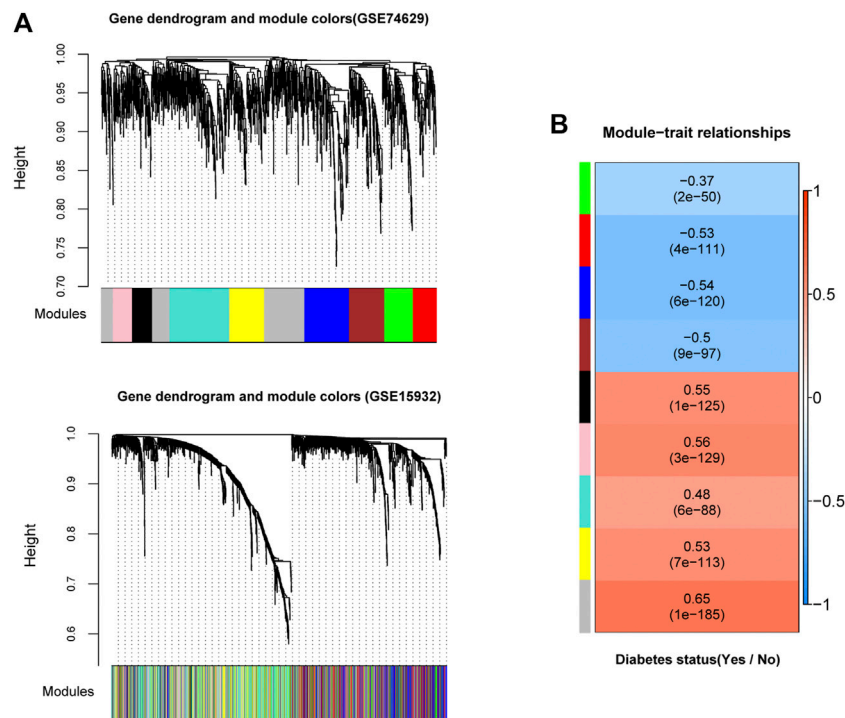 A
Gene dendrogram and module colors(GSE74629)
Height
1.00
0.95
0.90
0.85
0.80
0.75
0.70
Modules
Gene dendrogram and module colors (GSE15932)
Height
1.0
0.9
0.8
0.7
0.6
Modules
B
Module−trait relationships
−0.37
(2e−50)
−0.53
(4e−111)
−0.54
(6e−120)
−0.5
(9e−97)
0.55
(1e−125)
0.56
(3e−129)
0.48
(6e−88)
0.53
(7e−113)
0.65
(1e−185)
1
0.5
0
−0.5
−1
Diabetes status(Yes / No)